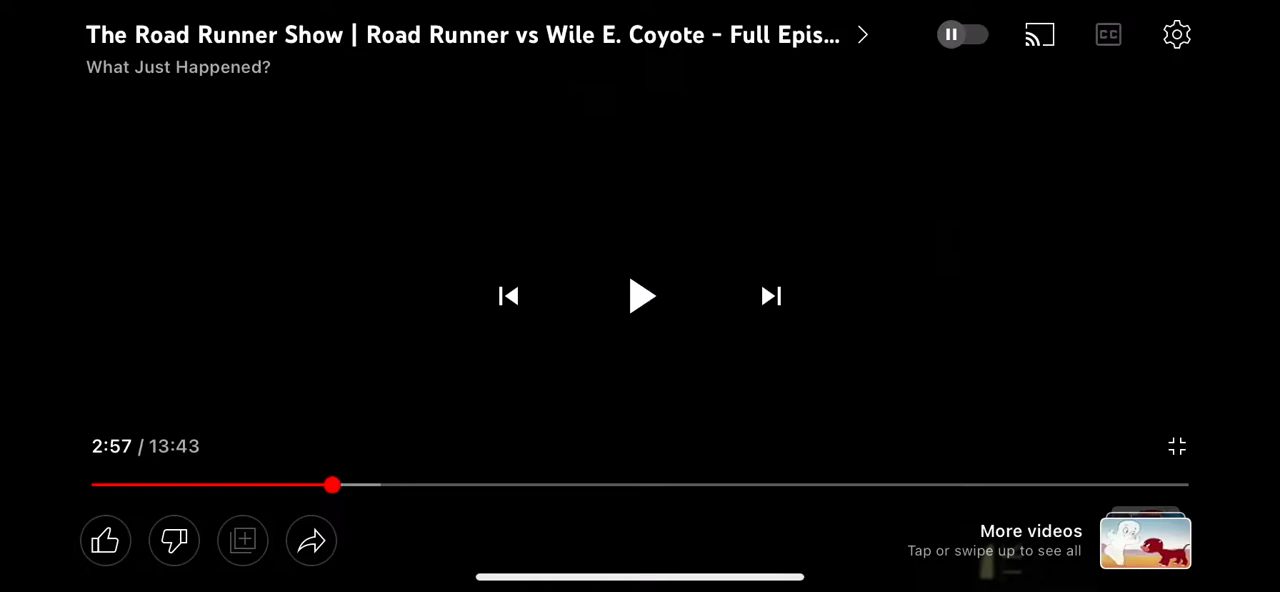 The Road Runner Show | Road Runner vs Wile E. Coyote - Full Epis...
What Just Happened?
CC
2:57 / 13:43
More videos
Tap or swipe up to see all